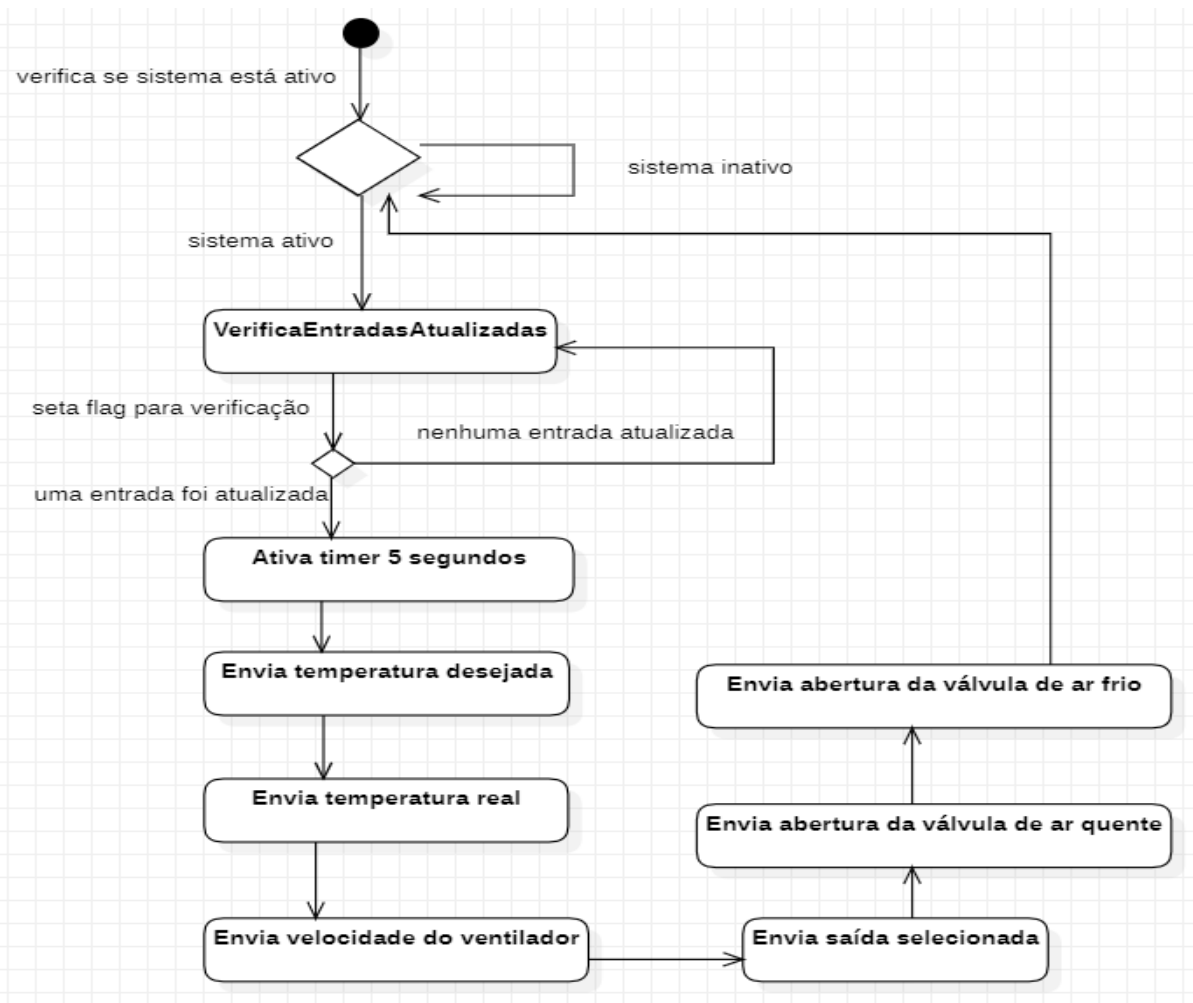 verifica se sistema está ativo
sistema inativo
sistema ativo
VerificaEntradasAtualizadas
seta flag para verificação
nenhuma entrada atualizada
uma entrada foi atualizada
Ativa timer 5 segundos
Envia temperatura desejada
Envia temperatura real
Envia velocidade do ventilador
Envia saída selecionada
Envia abertura da válvula de ar quente
Envia abertura da válvula de ar frio